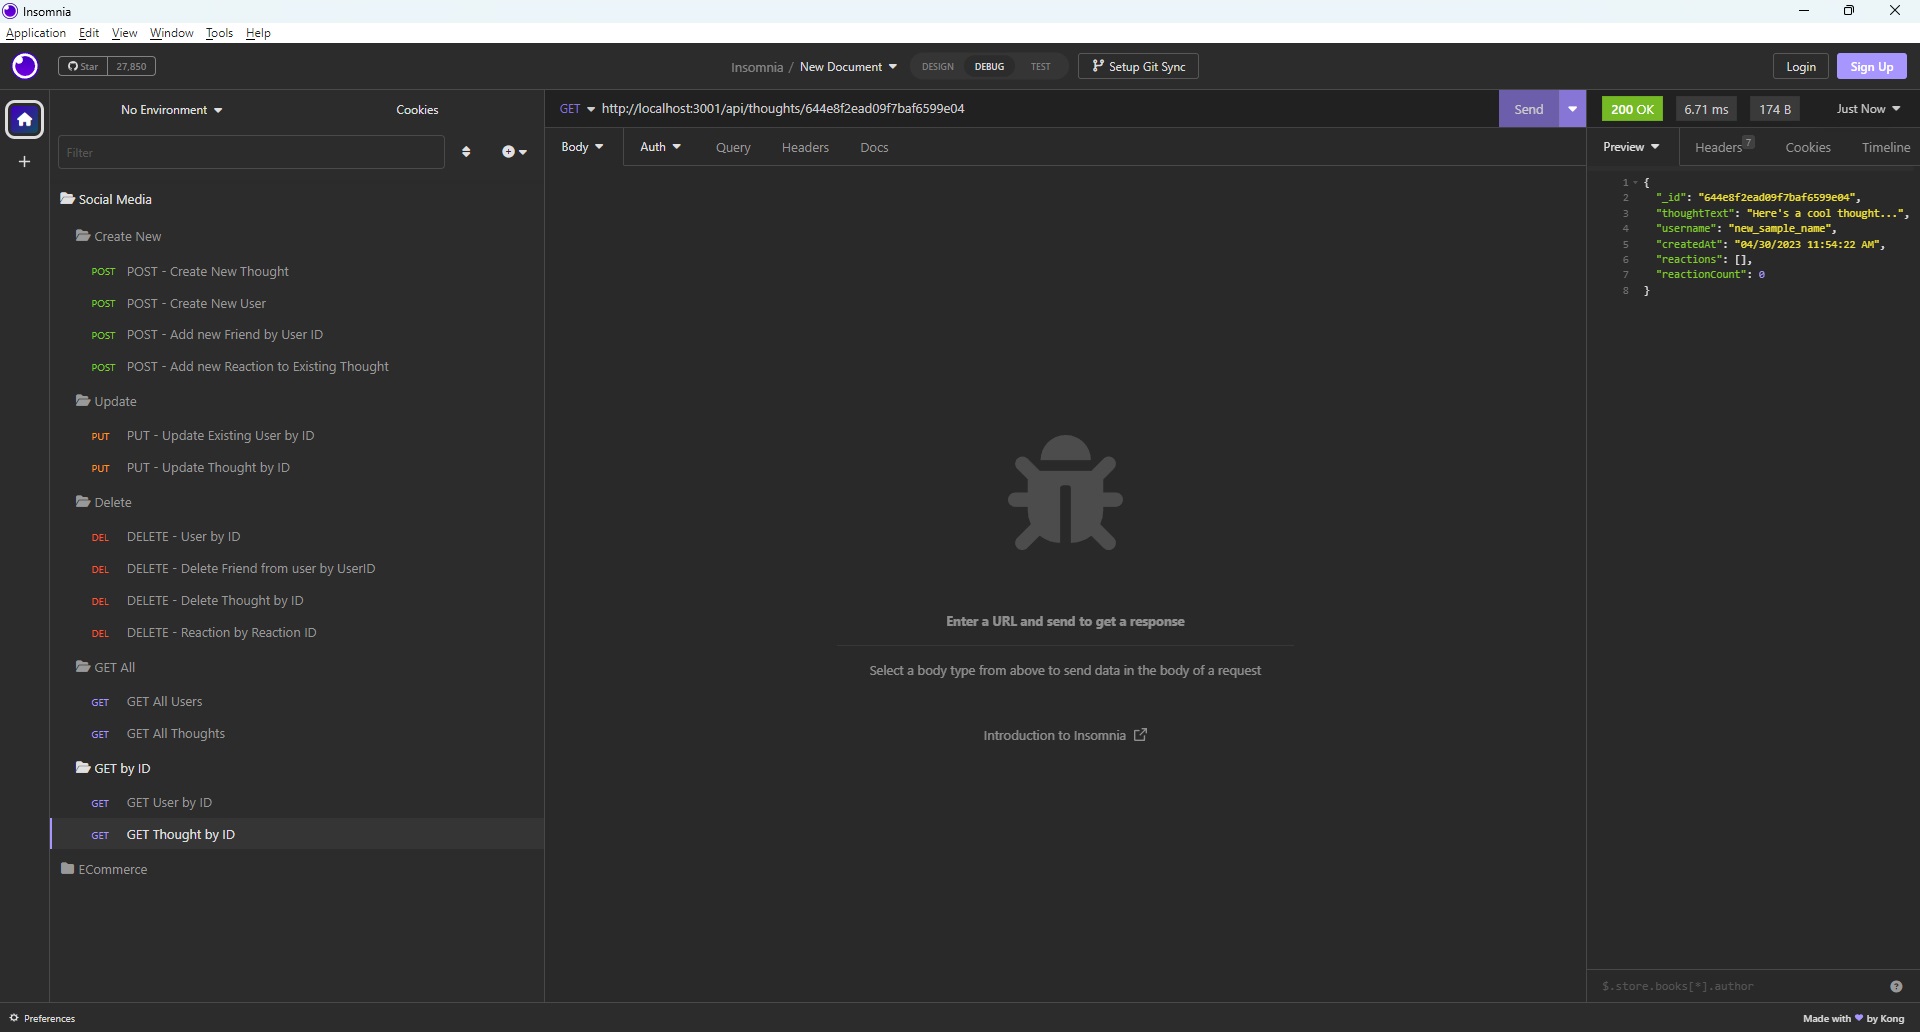 Insomnia
Application Edit View Window Tools Help
Star 27,850
Insomnia / New Document DESIGN DEBUG TEST Setup Git Sync
Login Sign Up
No Environment Cookies
Filter
Social Media
Create New
POST POST - Create New Thought
POST POST - Create New User
POST POST - Add new Friend by User ID
POST POST - Add new Reaction to Existing Thought
Update
PUT PUT - Update Existing User by ID
PUT PUT - Update Thought by ID
Delete
DEL DELETE - User by ID
DEL DELETE - Delete Friend from user by UserID
DEL DELETE - Delete Thought by ID
DEL DELETE - Reaction by Reaction ID
GET All
GET GET All Users
GET GET All Thoughts
GET by ID
GET GET User by ID
GET GET Thought by ID
ECommerce
GET http://localhost:3001/api/thoughts/644e8f2ead09f7baf6599e04 Send
Body Auth Query Headers Docs
Enter a URL and send to get a response
Select a body type from above to send data in the body of a request
Introduction to Insomnia
200 OK 6.71 ms 174 B Just Now
Preview Headers 7 Cookies Timeline
1 {
2 "_id": "644e8f2ead09f7baf6599e04",
3 "thoughtText": "Here's a cool thought...",
4 "username": "new_sample_name",
5 "createdAt": "04/30/2023 11:54:22 AM",
6 "reactions": [],
7 "reactionCount": 0
8 }
$.store.books[*].author
Preferences
Made with by Kong